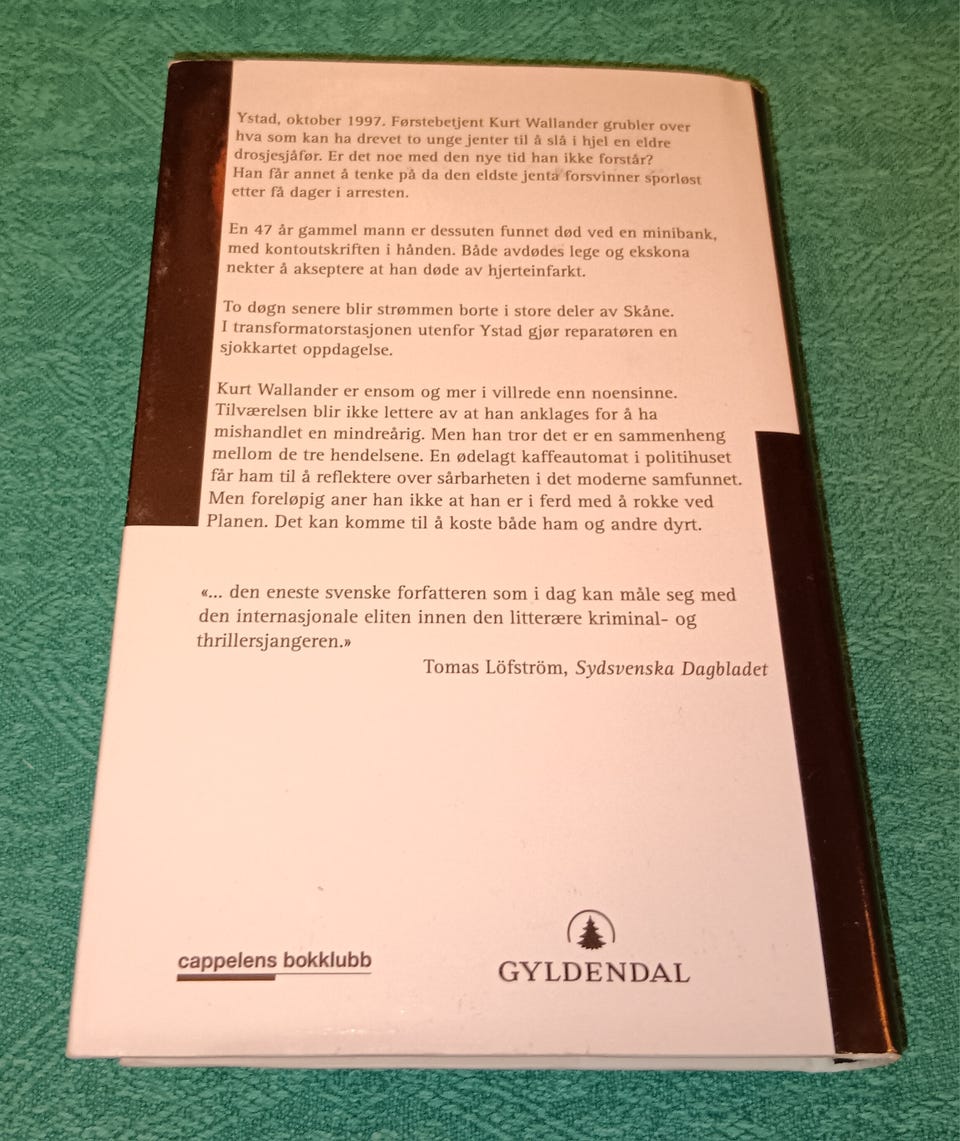 Ystad, oktober 1997. Førstebetjent Kurt Wallander grubler over
hva som kan ha drevet to unge jenter til å slå i hjel en eldre
drosjesjåfør. Er det noe med den nye tid han ikke forstår?
Han får annet å tenke på da den eldste jenta forsvinner sporløst
etter få dager i arresten.
En 47 år gammel mann er dessuten funnet død ved en minibank,
med kontoutskriften i hånden. Både avdødes lege og ekskona
nekter å akseptere at han døde av hjerteinfarkt.
To døgn senere blir strømmen borte i store deler av Skåne.
I transformatorstasjonen utenfor Ystad gjør reparatøren en
sjokkartet oppdagelse.
Kurt Wallander er ensom og mer i villrede enn noensinne.
Tilværelsen blir ikke lettere av at han anklages for å ha
mishandlet en mindreårig. Men han tror det er en sammenheng
mellom de tre hendelsene. En ødelagt kaffeautomat i politihuset
får ham til å reflektere over sårbarheten i det moderne samfunnet.
Men foreløpig aner han ikke at han er i ferd med å rokke ved
Planen. Det kan komme til å koste både ham og andre dyrt.
«... den eneste svenske forfatteren som i dag kan måle seg med
den internasjonale eliten innen den litterære kriminal- og
thrillersjangeren.»
Tomas Löfström, Sydsvenska Dagbladet
cappelens bokklubb
GYLDENDAL